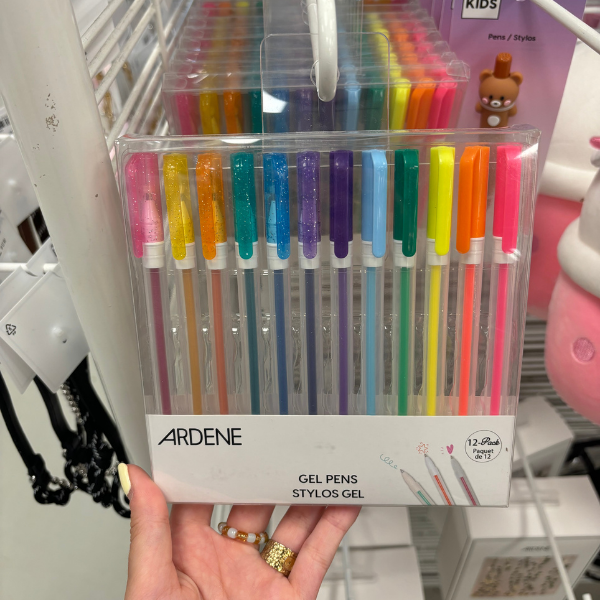 KIDS
Pens / Stylos
ARDENE
12-Pack
Paquet
de 12
GEL PENS
STYLOS GEL